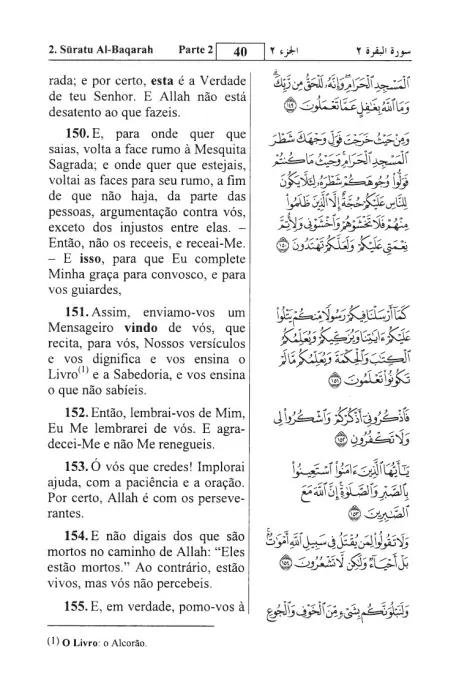 2. Sūratu Al-Baqarah Parte 2 40 الجزء ٢ سورة البقرة ٢
rada; e por certo, esta é a Verdade
de teu Senhor. E Allah não está
desatento ao que fazeis.
150. E, para onde quer que
saias, volta a face rumo à Mesquita
Sagrada; e onde quer que estejais,
voltai as faces para seu rumo, a fim
de que não haja, da parte das
pessoas, argumentação contra vós,
exceto dos injustos entre elas. –
Então, não os receeis, e receai-Me.
– E isso, para que Eu complete
Minha graça para convosco, e para
vos guiardes,
151. Assim, enviamo-vos um
Mensageiro vindo de vós, que
recita, para vós, Nossos versículos
e vos dignifica e vos ensina o
Livro(1) e a Sabedoria, e vos ensina
o que não sabíeis.
152. Então, lembrai-vos de Mim,
Eu Me lembrarei de vós. E agra-
decei-Me e não Me renegueis.
153. Ó vós que credes! Implorai
ajuda, com a paciência e a oração.
Por certo, Allah é com os perseve-
rantes.
154. E não digais dos que são
mortos no caminho de Allah: “Eles
estão mortos.” Ao contrário, estão
vivos, mas vós não percebeis.
155. E, em verdade, pomo-vos à
الْمَسْجِدِ الْحَرَامِ وَإِنَّهُ لَلْحَقُّ مِن رَّبِّكَ
وَمَا اللَّهُ بِغَافِلٍ عَمَّا تَعْمَلُونَ ١٤٩
وَمِنْ حَيْثُ خَرَجْتَ فَوَلِّ وَجْهَكَ شَطْرَ
الْمَسْجِدِ الْحَرَامِ وَحَيْثُ مَا كُنتُمْ
فَوَلُّوا وُجُوهَكُمْ شَطْرَهُ لِئَلَّا يَكُونَ
لِلنَّاسِ عَلَيْكُمْ حُجَّةٌ إِلَّا الَّذِينَ ظَلَمُوا
مِنْهُمْ فَلَا تَخْشَوْهُمْ وَاخْشَوْنِي وَلِأُتِمَّ
نِعْمَتِي عَلَيْكُمْ وَلَعَلَّكُمْ تَهْتَدُونَ ١٥٠
كَمَا أَرْسَلْنَا فِيكُمْ رَسُولًا مِّنكُمْ يَتْلُوا
عَلَيْكُمْ ءَايَٰتِنَا وَيُزَكِّيكُمْ وَيُعَلِّمُكُمُ
الْكِتَٰبَ وَالْحِكْمَةَ وَيُعَلِّمُكُم مَّا لَمْ
تَكُونُوا تَعْلَمُونَ ١٥١
فَاذْكُرُونِي أَذْكُرْكُمْ وَاشْكُرُوا لِي
وَلَا تَكْفُرُونِ ١٥٢
يَٰأَيُّهَا الَّذِينَ ءَامَنُوا اسْتَعِينُوا
بِالصَّبْرِ وَالصَّلَوٰةِ إِنَّ اللَّهَ مَعَ
الصَّٰبِرِينَ ١٥٣
وَلَا تَقُولُوا لِمَن يُقْتَلُ فِي سَبِيلِ اللَّهِ أَمْوَٰتٌ
بَلْ أَحْيَاءٌ وَلَٰكِن لَّا تَشْعُرُونَ ١٥٤
وَلَنَبْلُوَنَّكُم بِشَيْءٍ مِّنَ الْخَوْفِ وَالْجُوعِ
(1) O Livro: o Alcorão.